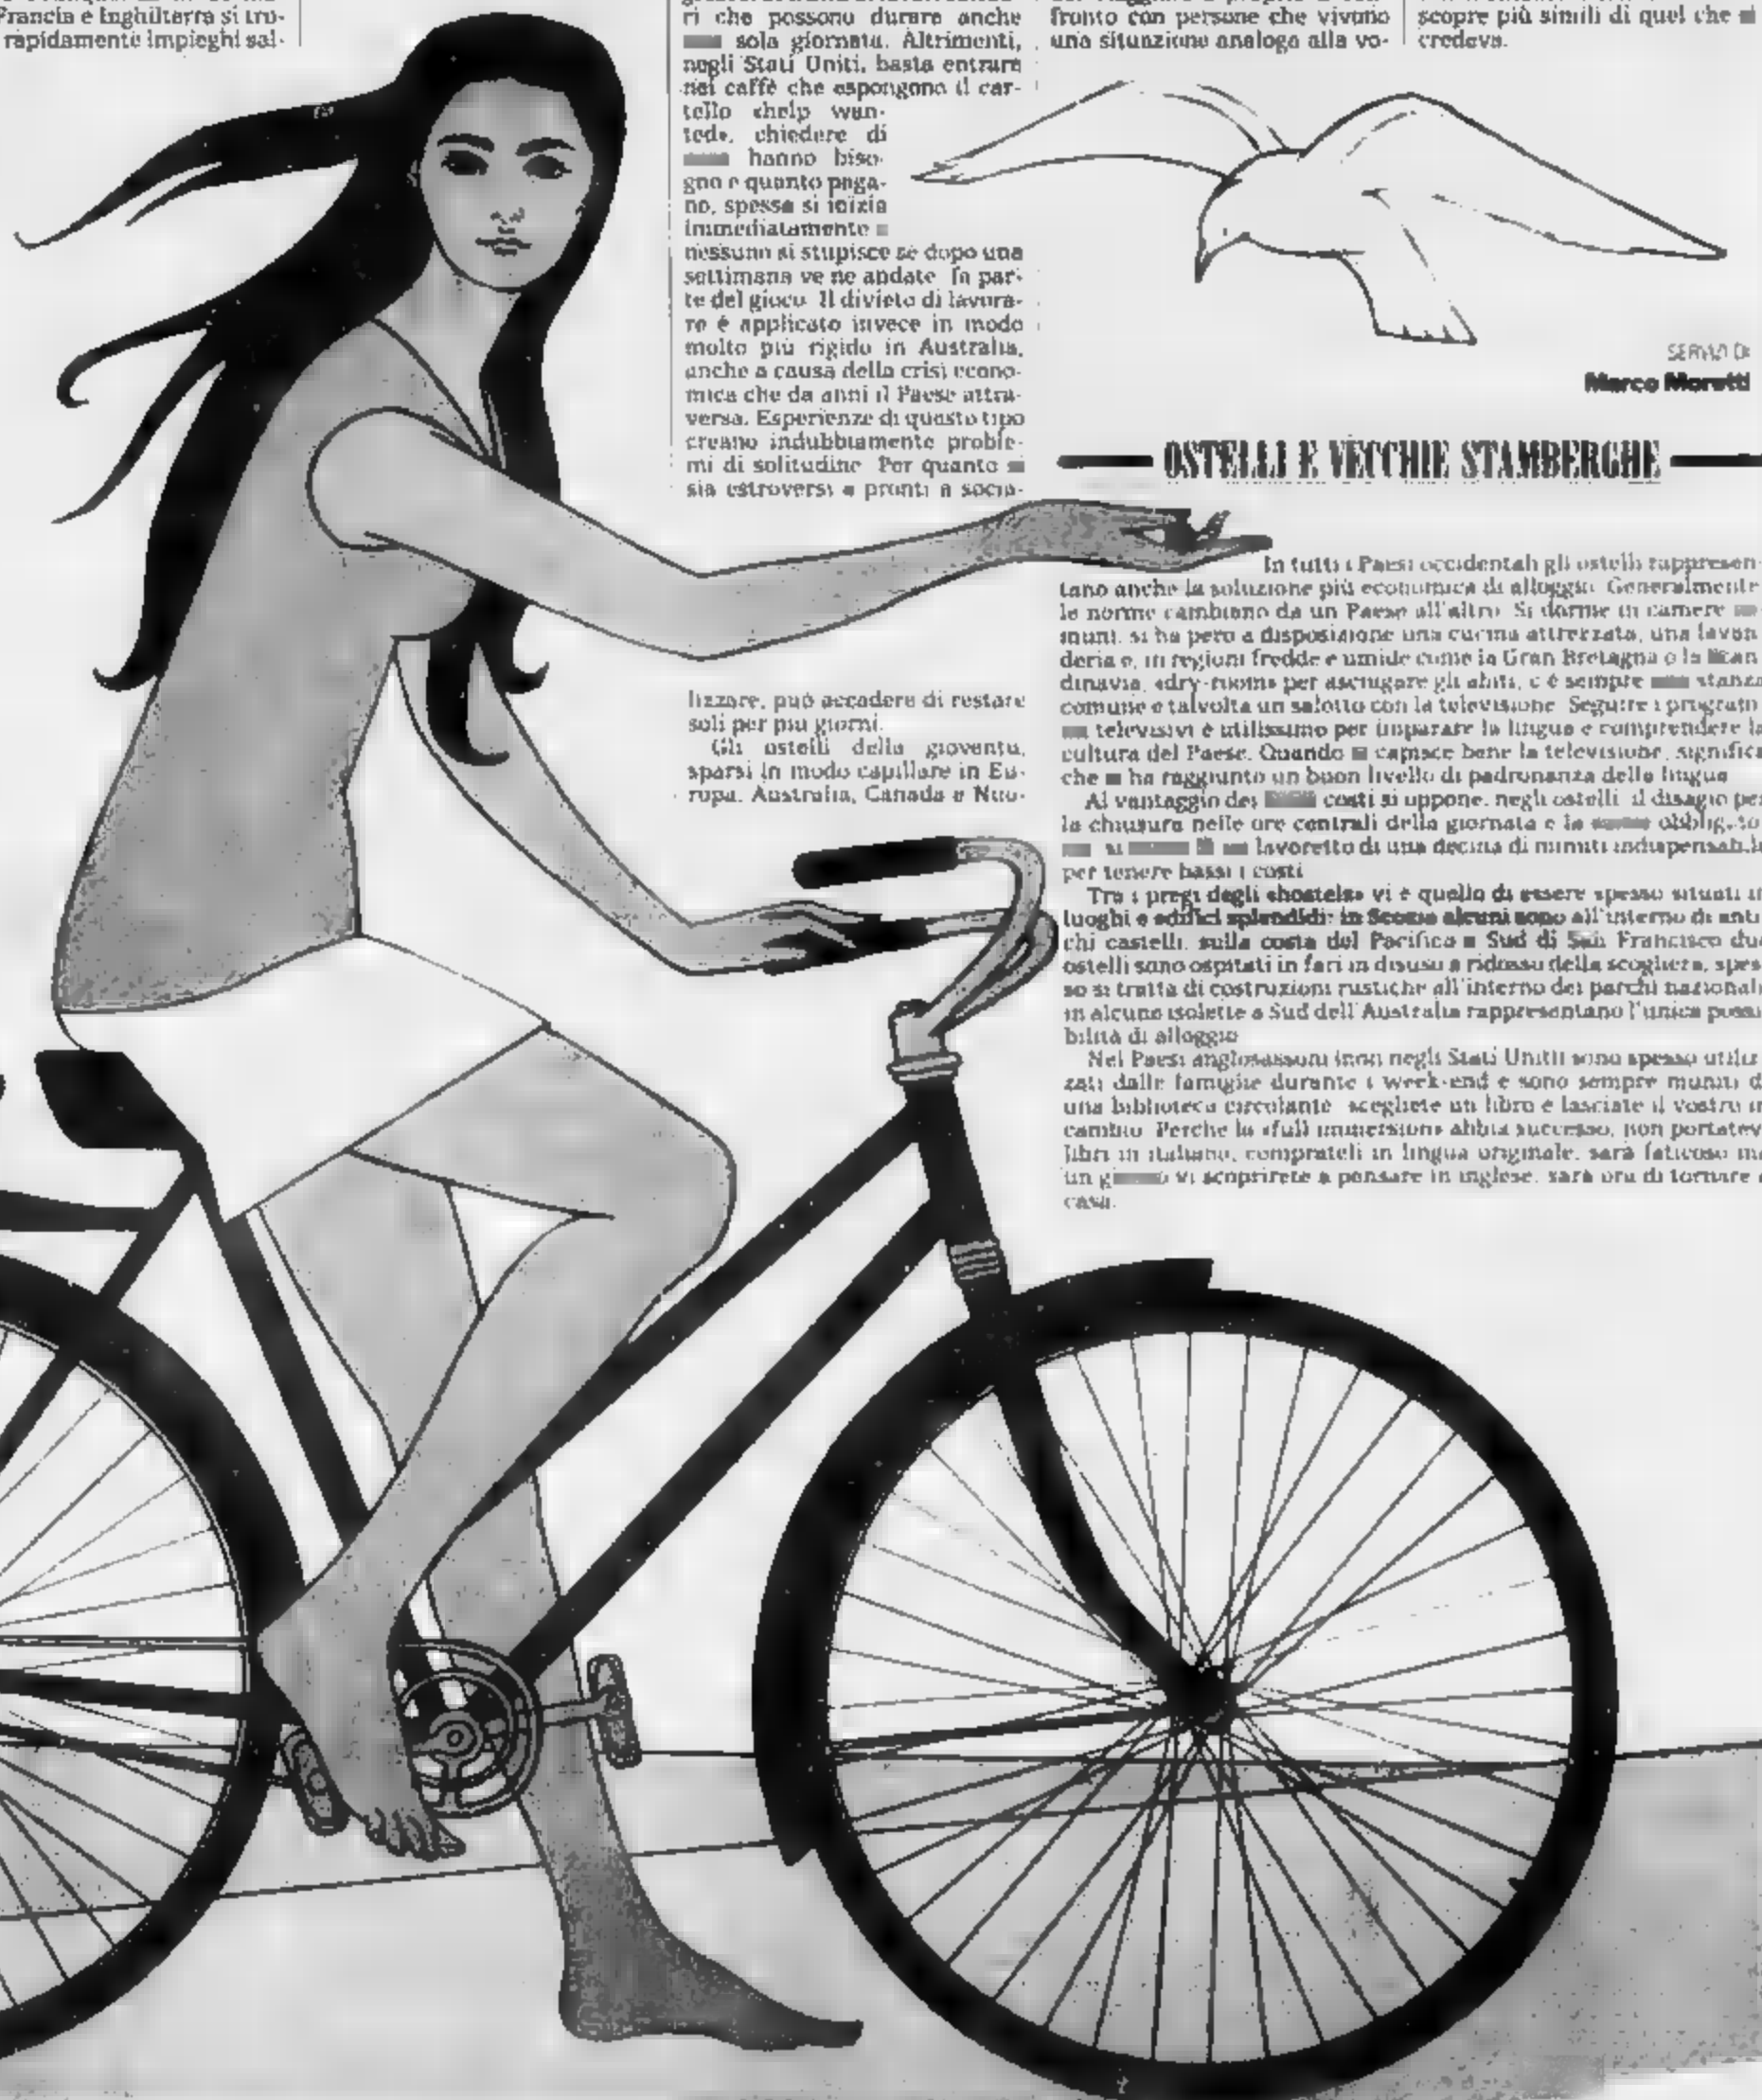 Francia e Inghilterra si tro-
rapidamente impieghi sal-
ri che possono durare anche
sola giornata. Altrimenti,
negli Stati Uniti, basta entrare
nei caffè che espongono il car-
tello «help wan-
ted», chiedere di
hanno biso-
gno e quanto paga-
no, spesso si inizia
immediatamente e
nessuno si stupisce se dopo una
settimana ve ne andate fa par-
te del gioco. Il divieto di lavora-
re è applicato invece in modo
molto più rigido in Australia,
anche a causa della crisi econo-
mica che da anni il Paese attra-
versa. Esperienze di questo tipo
creano indubbiamente proble-
mi di solitudine. Per quanto si
sia estroversi e pronti a socia-
lizzare, può accadere di restare
soli per più giorni.
Gli ostelli della gioventù,
sparsi in modo capillare in Eu-
ropa, Australia, Canada e Nuo-
fronto con persone che vivono
una situazione analoga alla vo-
scopre più simili di quel che si
credeva.
SERVIZI DI
Marco Moretti
OSTELLI E VECCHIE STAMBERGHE
In tutti i Paesi occidentali gli ostelli rappresen-
tano anche la soluzione più economica di alloggio. Generalmente
le norme cambiano da un Paese all'altro. Si dorme in camere
muni, si ha però a disposizione una cucina attrezzata, una lavan
deria e, in regioni fredde e umide come la Gran Bretagna o la Scan
dinavia, «dry-room» per asciugare gli abiti, c'è sempre stanza
comune e talvolta un salotto con la televisione. Seguire i program
televisivi è utilissimo per imparare la lingua e comprendere la
cultura del Paese. Quando si capisce bene la televisione, significa
che si ha raggiunto un buon livello di padronanza della lingua
Al vantaggio dei costi si oppone, negli ostelli, il disagio per
la chiusura nelle ore centrali della giornata e la obbligato
lavoretto di una decina di minuti indispensabile
per tenere bassi i costi
Tra i pregi degli «hostels» vi è quello di essere spesso situati in
luoghi e edifici splendidi: in Scozia alcuni sono all'interno di anti
chi castelli, sulla costa del Pacifico a Sud di San Francisco due
ostelli sono ospitati in fari in disuso a ridosso della scogliera, spes
so si tratta di costruzioni rustiche all'interno dei parchi nazionali
in alcune isolette a Sud dell'Australia rappresentano l'unica possi
bilità di alloggio
Nei Paesi anglosassoni (non negli Stati Uniti) sono spesso utiliz
zati dalle famiglie durante i week-end e sono sempre muniti d
una biblioteca circolante scegliete un libro e lasciate il vostro in
cambio. Perché la «full immersion» abbia successo, non portatev
libri in italiano, comprateli in lingua originale, sarà faticoso ma
un giorno vi scoprirete a pensare in inglese, sarà ora di tornare a
casa.